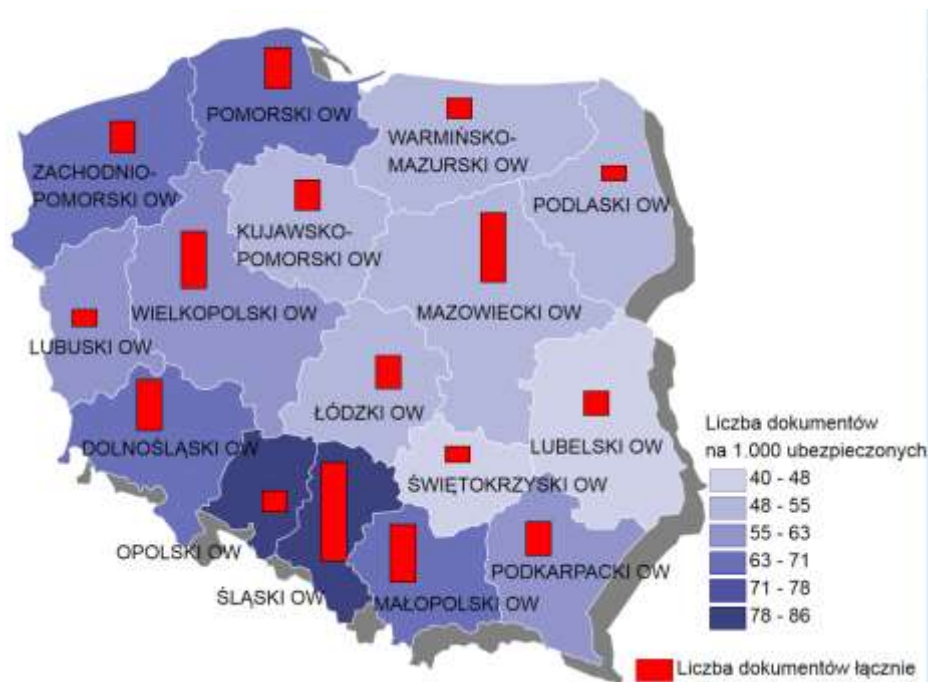 POMORSKI OW
WARMIŃSKO-
MAZURSKI OW
ZACHODNIO-
POMORSKI OW
PODLASKI OW
KUJAWSKO-
POMORSKI OW
WIELKOPOLSKI OW
MAZOWIECKI OW
LUBUSKI OW
ŁÓDZKI OW
DOLNOŚLĄSKI OW
LUBELSKI OW
ŚWIĘTOKRZYSKI OW
OPOLSKI OW
PODKARPACKI OW
ŚLĄSKI OW
MAŁOPOLSKI OW
Liczba dokumentów
na 1.000 ubezpieczonych
40 - 48
48 - 55
55 - 63
63 - 71
71 - 78
78 - 86
Liczba dokumentów łącznie